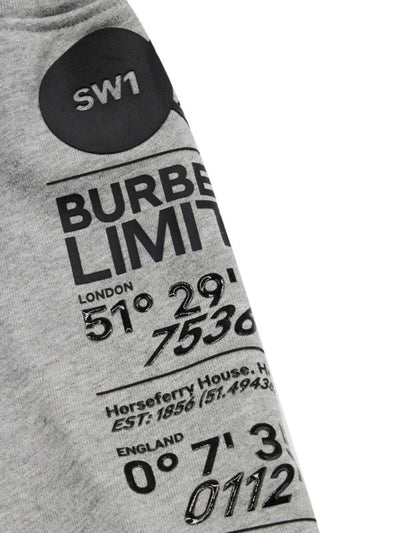 SW1
BURBE
LIMIT
LONDON
51° 29'
7536
Horseferry House, H
EST: 1856 (51.4943
ENGLAND
0° 7' 3
0112